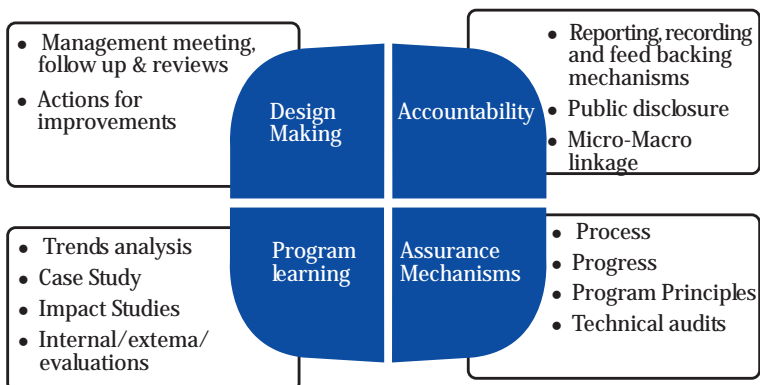 • Management meeting,
follow up & reviews
• Actions for
improvements
Design
Making
Accountability
• Reporting, recording
and feed backing
mechanisms
• Public disclosure
• Micro-Macro
linkage
• Trends analysis
• Case Study
• Impact Studies
• Internal/extema/
evaluations
Program
learning
Assurance
Mechanisms
• Process
• Progress
• Program Principles
• Technical audits